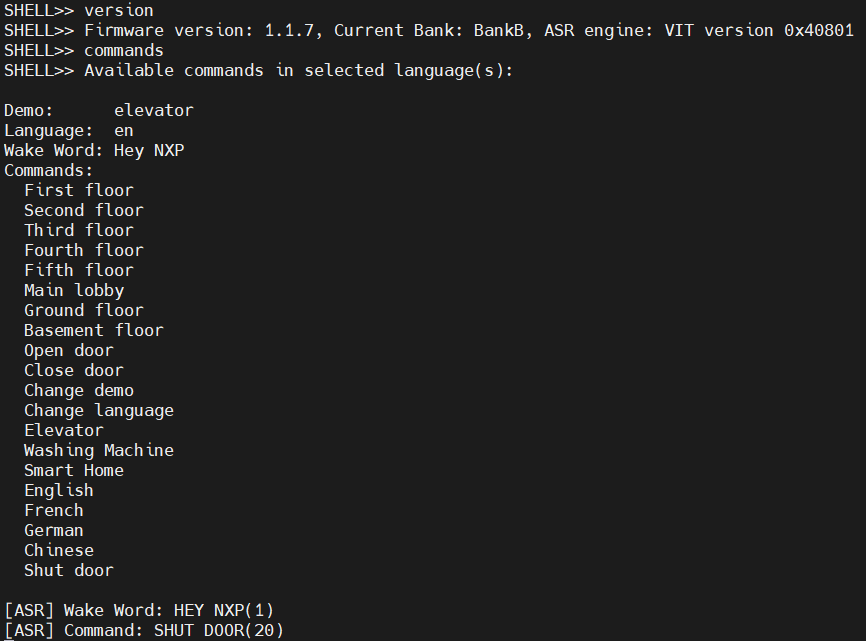 SHELL>> version
SHELL>> Firmware version: 1.1.7, Current Bank: BankB, ASR engine: VIT version 0x40801
SHELL>> commands
SHELL>> Available commands in selected language(s):
Demo:      elevator
Language:  en
Wake Word: Hey NXP
Commands:
  First floor
  Second floor
  Third floor
  Fourth floor
  Fifth floor
  Main lobby
  Ground floor
  Basement floor
  Open door
  Close door
  Change demo
  Change language
  Elevator
  Washing Machine
  Smart Home
  English
  French
  German
  Chinese
  Shut door
[ASR] Wake Word: HEY NXP(1)
[ASR] Command: SHUT DOOR(20)